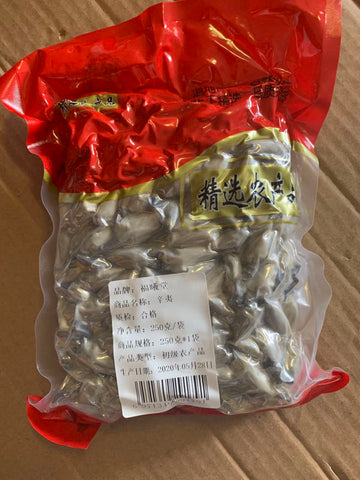 精选农产品
品牌：福曦堂
商品名称：辛夷
质检：合格
净含量：250克/袋
商品规格：250克*1袋
产品类型：初级农产品
生产日期：2020年05月28日